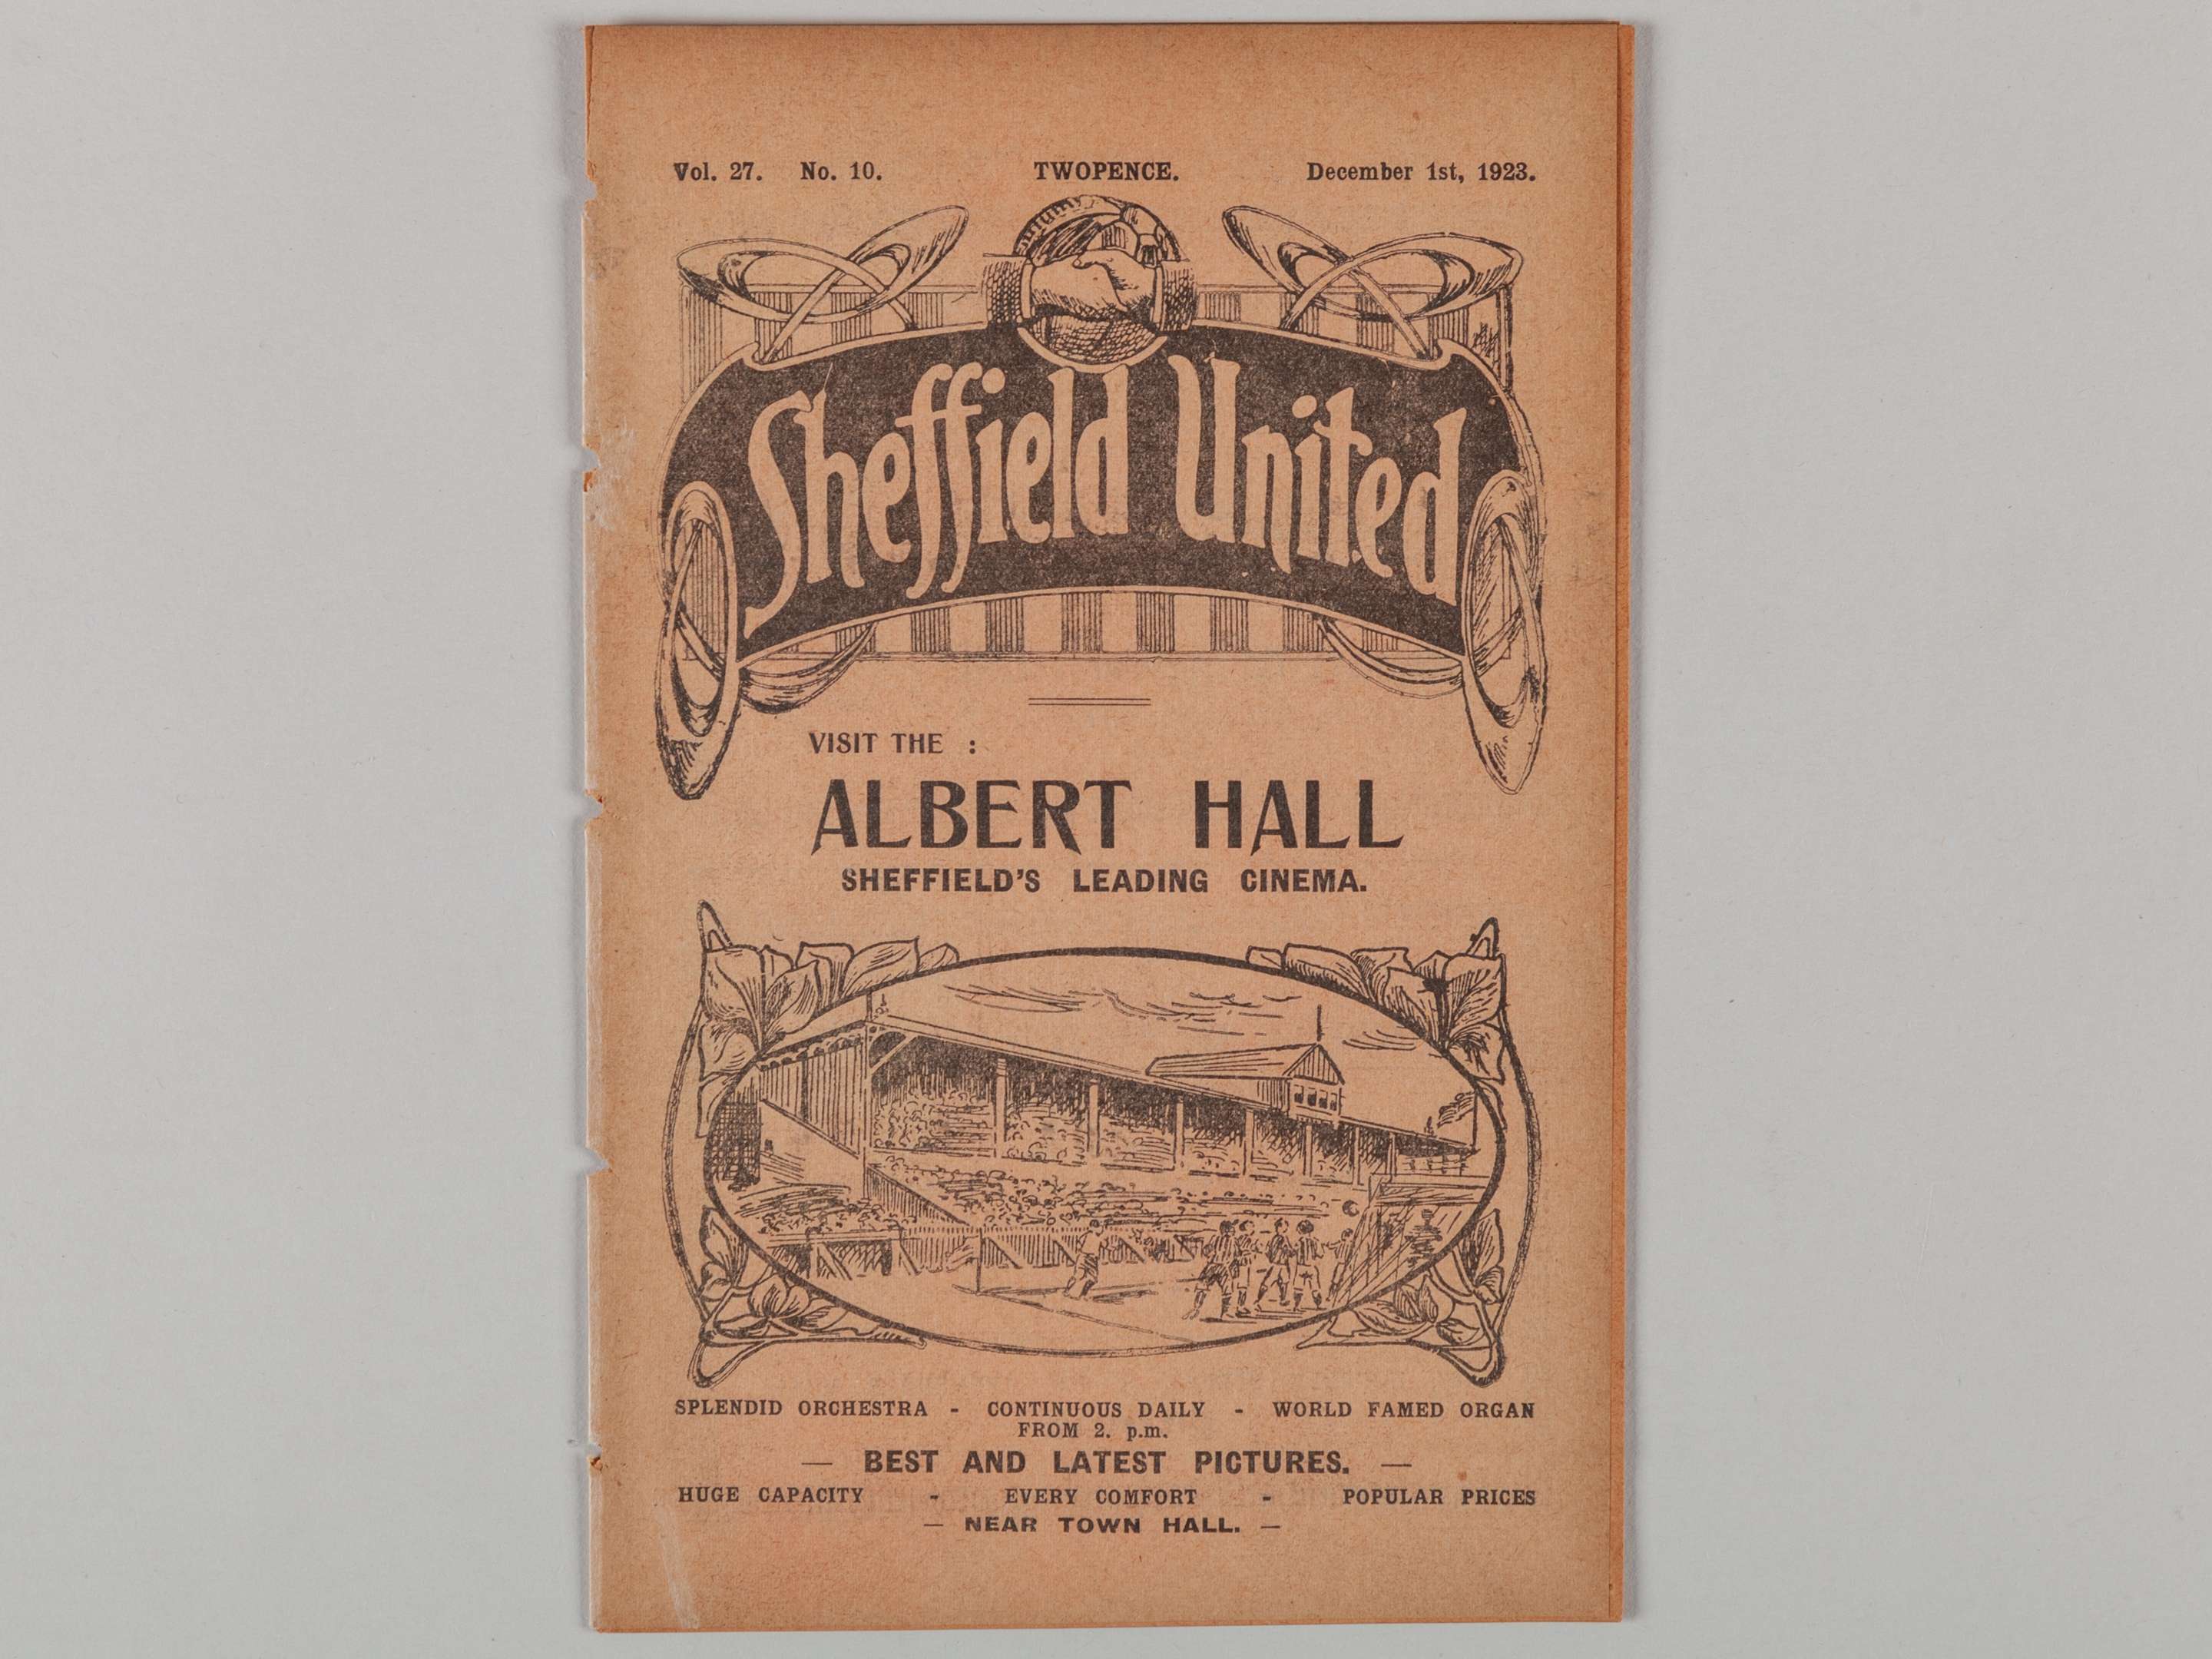 Vol. 27. No. 10. TWOPENCE. December 1st, 1923.
Sheffield United
VISIT THE :
ALBERT HALL
SHEFFIELD'S LEADING CINEMA.
SPLENDID ORCHESTRA - CONTINUOUS DAILY - WORLD FAMED ORGAN
FROM 2. p.m.
— BEST AND LATEST PICTURES. —
HUGE CAPACITY - EVERY COMFORT - POPULAR PRICES
— NEAR TOWN HALL. —